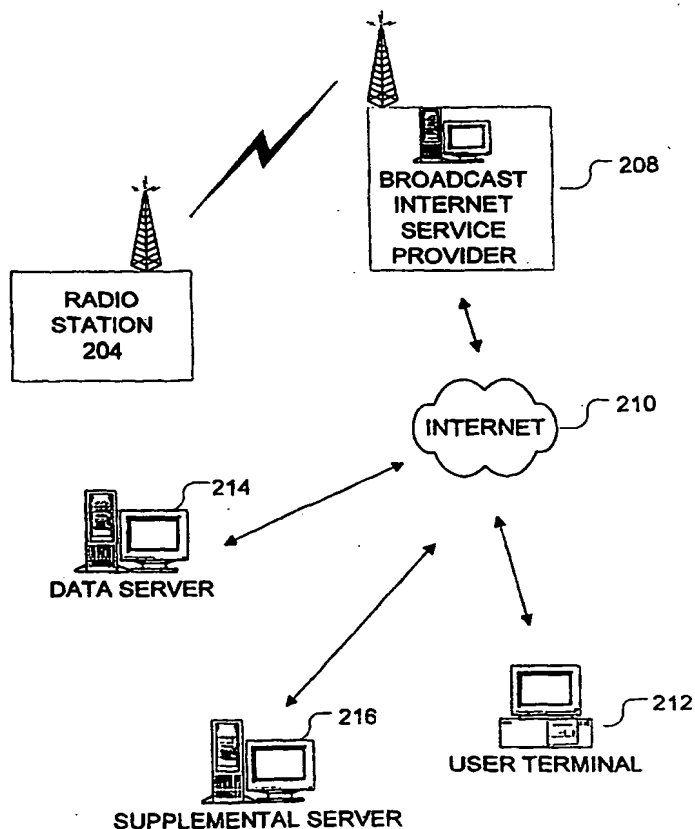 BROADCAST
INTERNET
SERVICE
PROVIDER
208
RADIO
STATION
204
INTERNET
210
214
DATA SERVER
216
SUPPLEMENTAL SERVER
212
USER TERMINAL